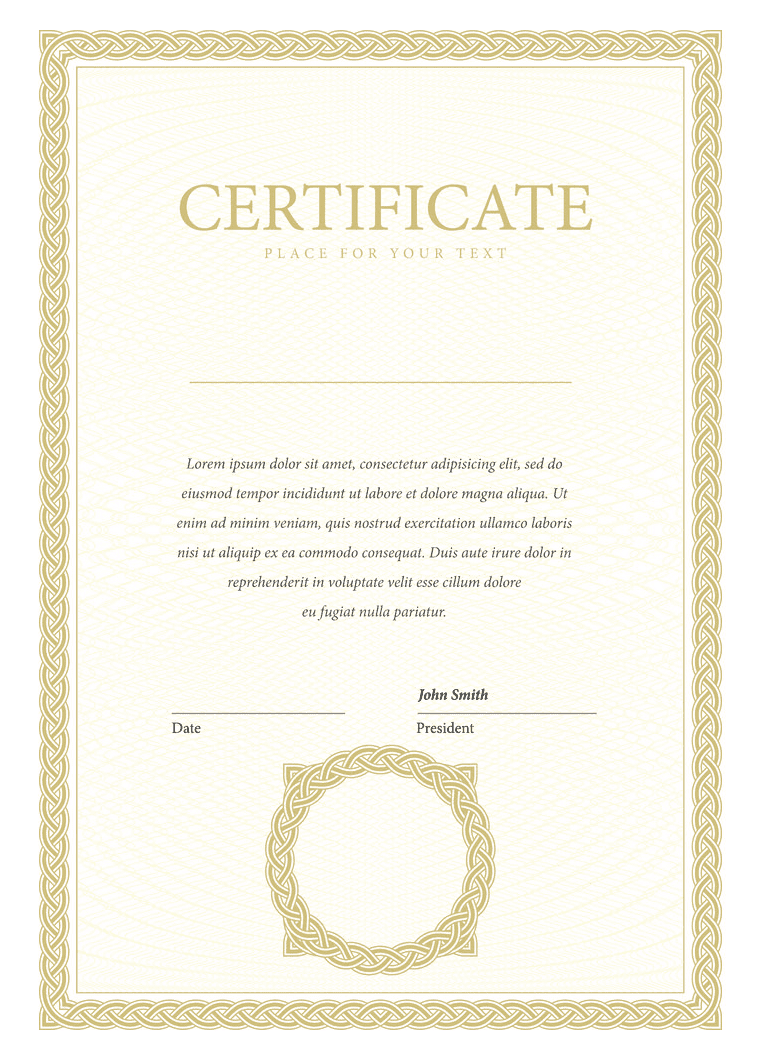 CERTIFICATE
PLACE FOR YOUR TEXT
Lorem ipsum dolor sit amet, consectetur adipisicing elit, sed do
eiusmod tempor incididunt ut labore et dolore magna aliqua. Ut
enim ad minim veniam, quis nostrud exercitation ullamco laboris
nisi ut aliquip ex ea commodo consequat. Duis aute irure dolor in
reprehenderit in voluptate velit esse cillum dolore
eu fugiat nulla pariatur.
John Smith
Date
President